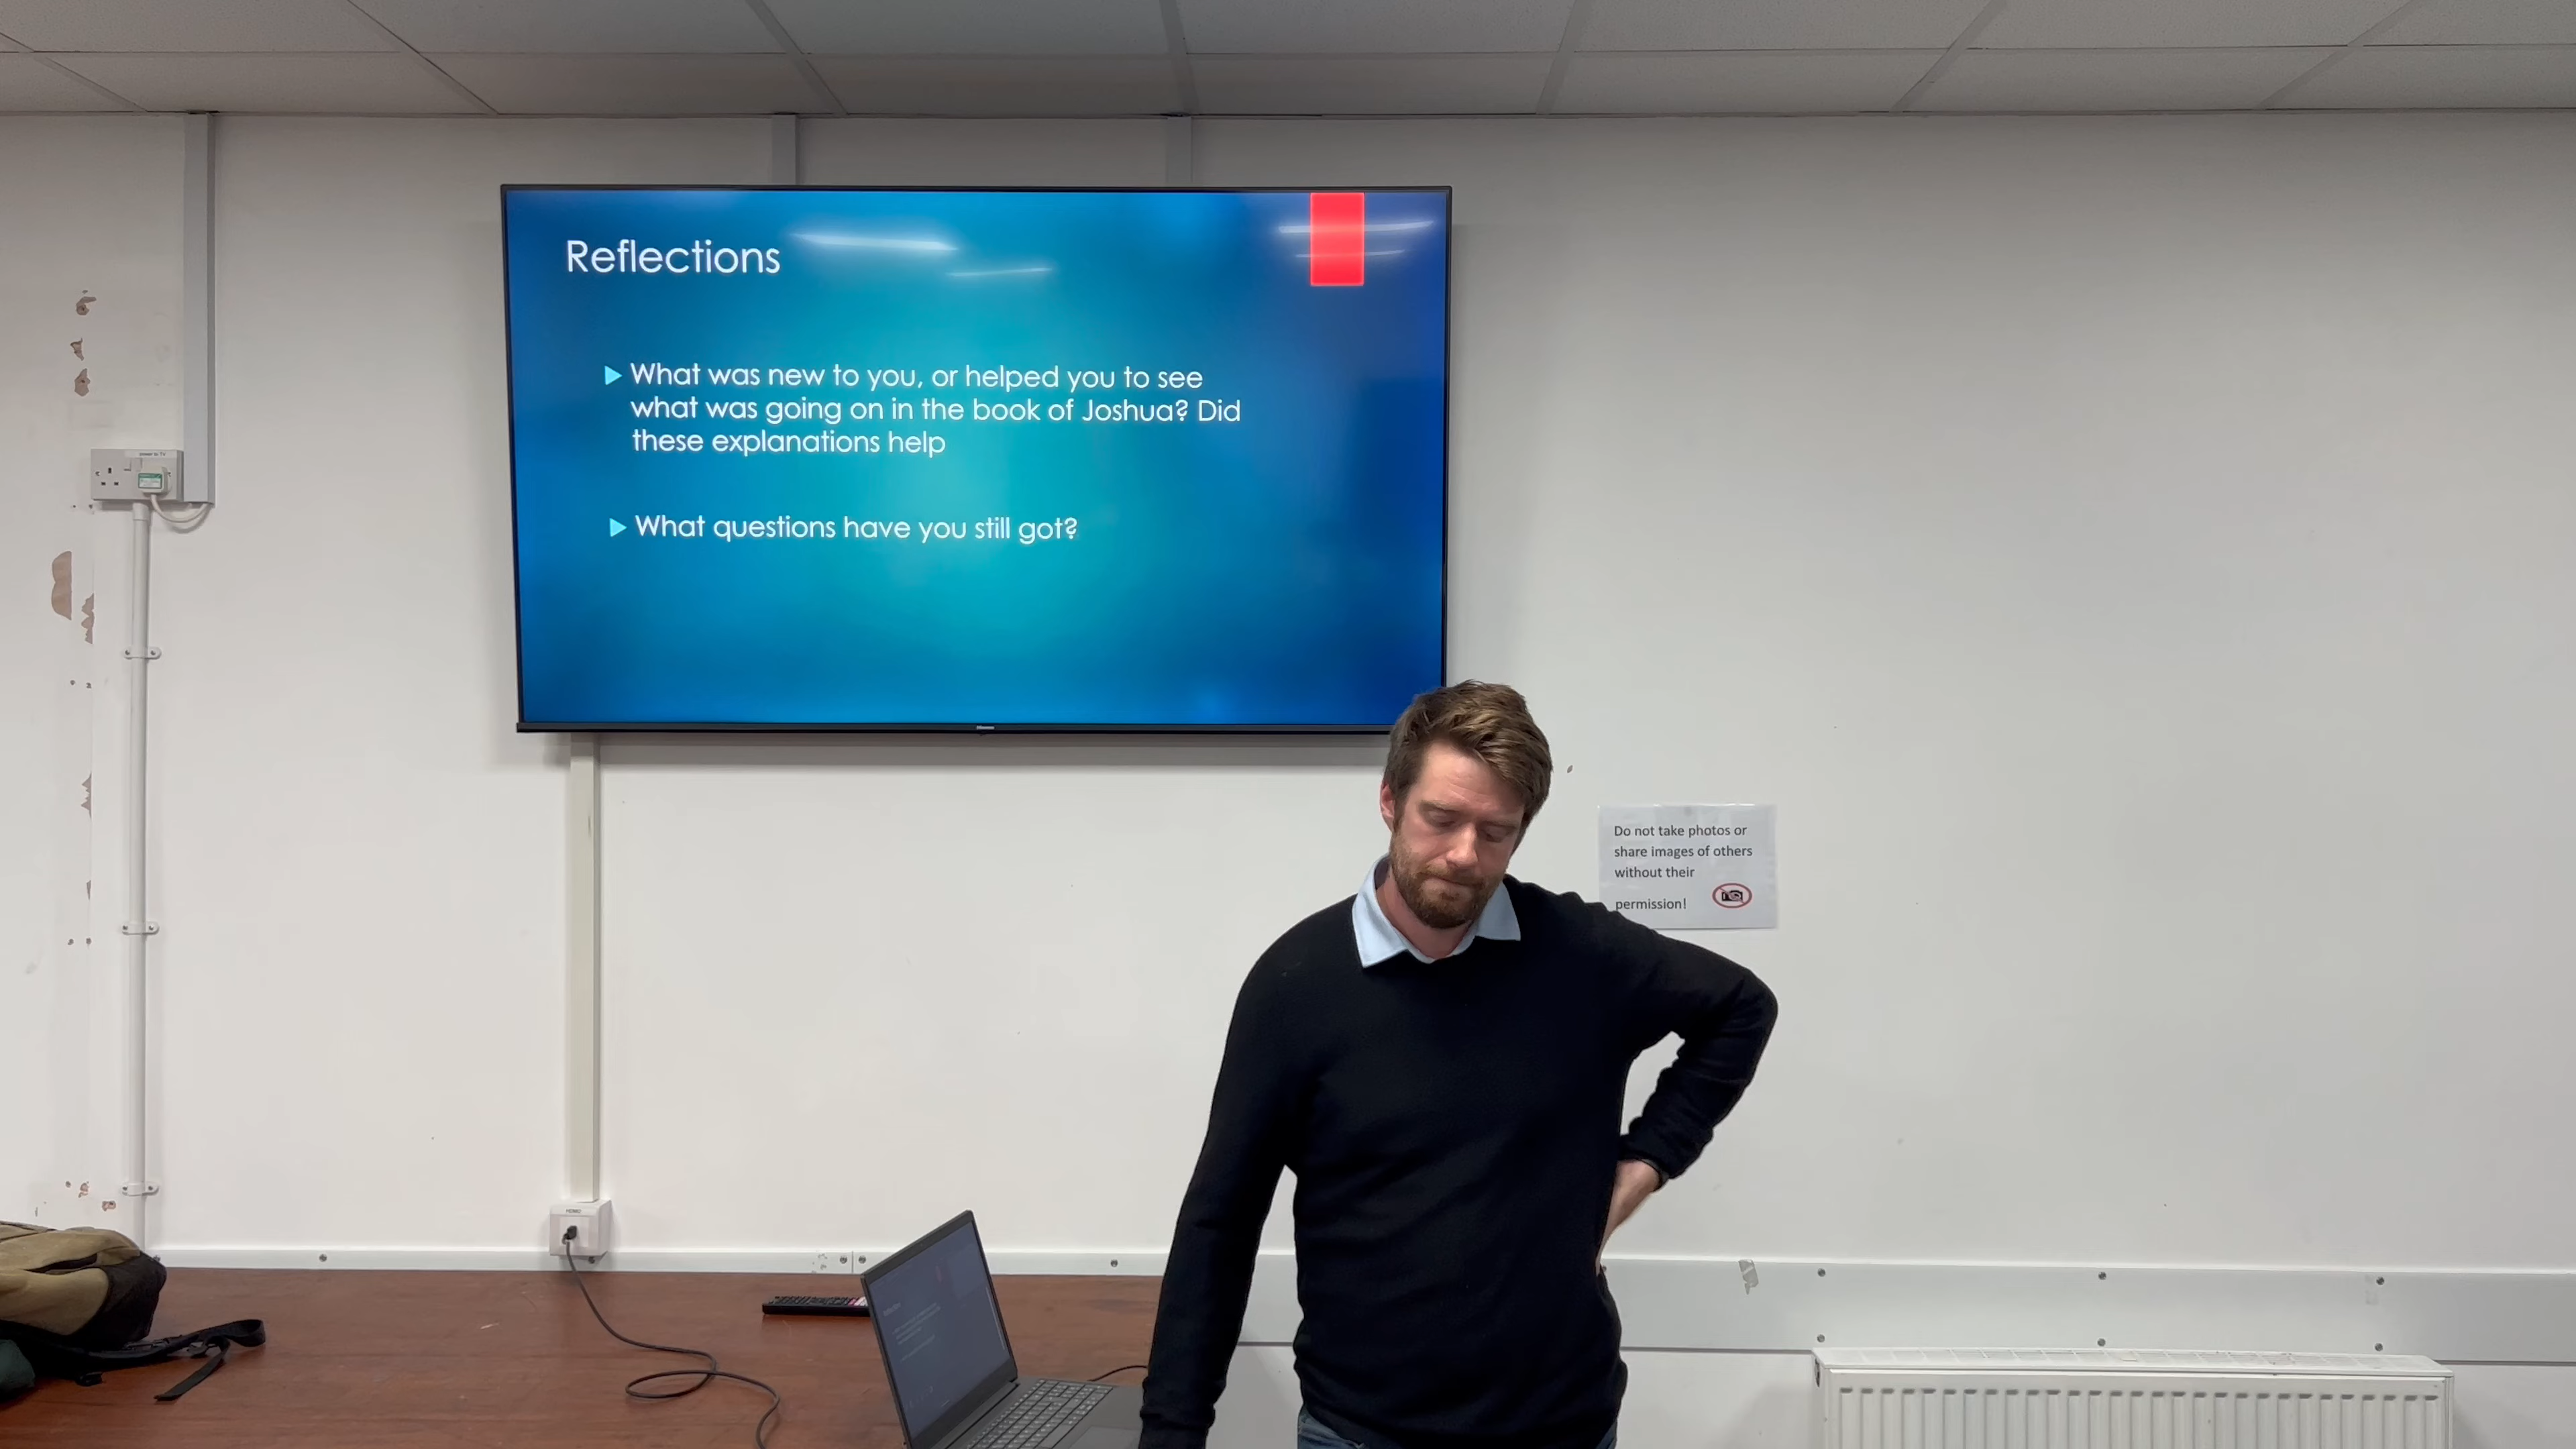 Reflections
What was new to you, or helped you to see
what was going on in the book of Joshua? Did
these explanations help
What questions have you still got?
Do not take photos or
share images of others
without their
permission!
Hisense
HDMI